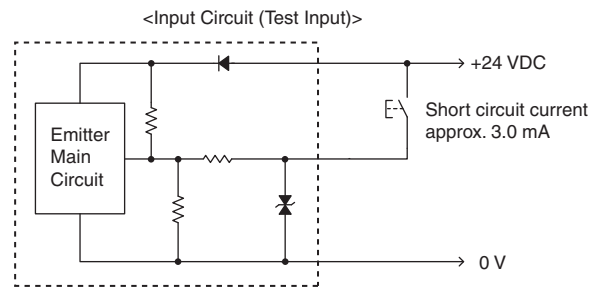 <Input Circuit (Test Input)>
+24 VDC
Short circuit current
approx. 3.0 mA
Emitter
Main
Circuit
0 V